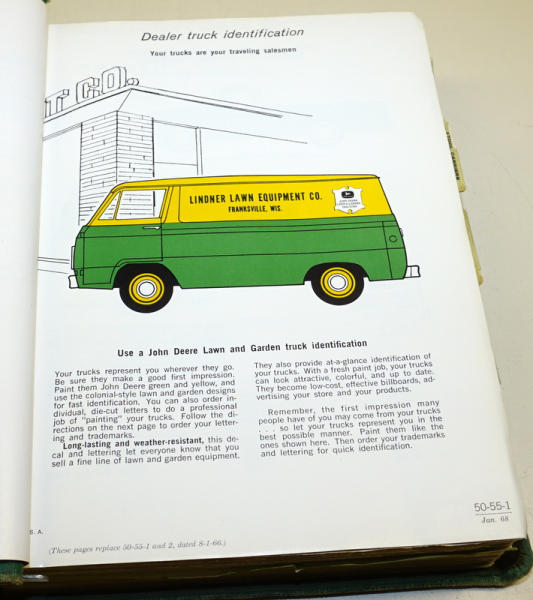 Dealer truck identification
Your trucks are your traveling salesmen
T CO.
LINDNER LAWN EQUIPMENT CO.
FRANKSVILLE, WIS.
JOHN DEERE
Use a John Deere Lawn and Garden truck identification
Your trucks represent you wherever they go.
Be sure they make a good first impression.
Paint them John Deere green and yellow, and
use the colonial-style lawn and garden designs
for fast identification. You can also order in-
dividual, die-cut letters to do a professional
job of "painting" your trucks. Follow the di-
rections on the next page to order your letter-
ing and trademarks.
Long-lasting and weather-resistant, this de-
cal and lettering let everyone know that you
sell a fine line of lawn and garden equipment.
They also provide at-a-glance identification of
your trucks. With a fresh paint job, your trucks
can look attractive, colorful, and up to date.
They become low-cost, effective billboards, ad-
vertising your store and your products.
Remember, the first impression many
people have of you may come from your trucks
. . . so let your trucks represent you in the
best possible manner. Paint them like the
ones shown here. Then order your trademarks
and lettering for quick identification.
S. A.
50-55-1
Jan. 68
(These pages replace 50-55-1 and 2, dated 8-1-66.)